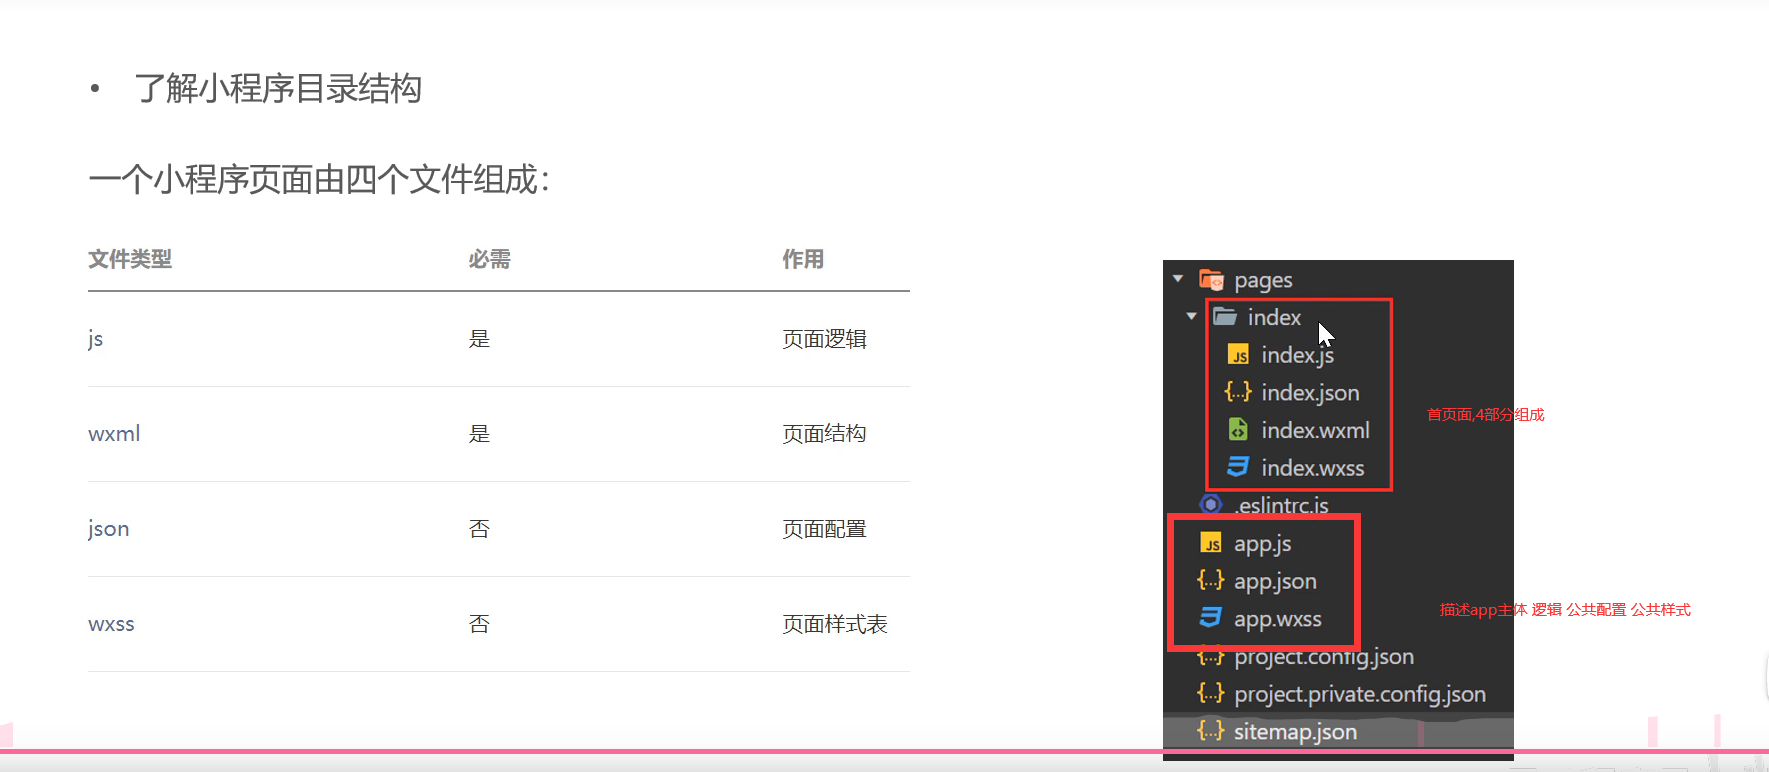 • 了解小程序目录结构
一个小程序页面由四个文件组成：
文件类型 必需 作用
js 是 页面逻辑
wxml 是 页面结构
json 否 页面配置
wxss 否 页面样式表
pages
index
JS index.js
{..} index.json
index.wxml
index.wxss
.eslintrc.js
JS app.js
{..} app.json
app.wxss
{..} project.config.json
{..} project.private.config.json
{..} sitemap.json
首页面,4部分组成
描述app主体 逻辑 公共配置 公共样式